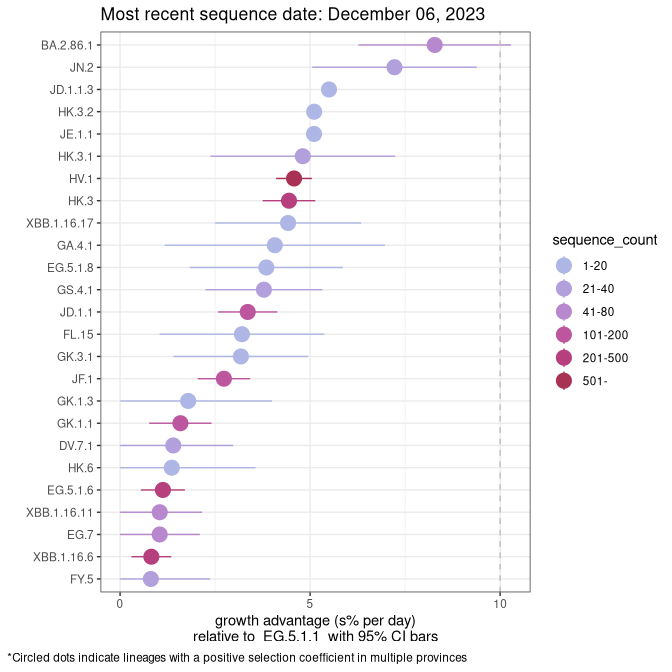 Most recent sequence date: December 06, 2023
BA.2.86.1
JN.2
JD.1.1.3
HK.3.2
JE.1.1
HK.3.1
HV.1
HK.3
XBB.1.16.17
GA.4.1
EG.5.1.8
GS.4.1
JD.1.1
FL.15
GK.3.1
JF.1
GK.1.3
GK.1.1
DV.7.1
HK.6
EG.5.1.6
XBB.1.16.11
EG.7
XBB.1.16.6
FY.5
0 5 10
growth advantage (s% per day)
relative to  EG.5.1.1  with 95% CI bars
sequence_count
1-20
21-40
41-80
101-200
201-500
501-
*Circled dots indicate lineages with a positive selection coefficient in multiple provinces